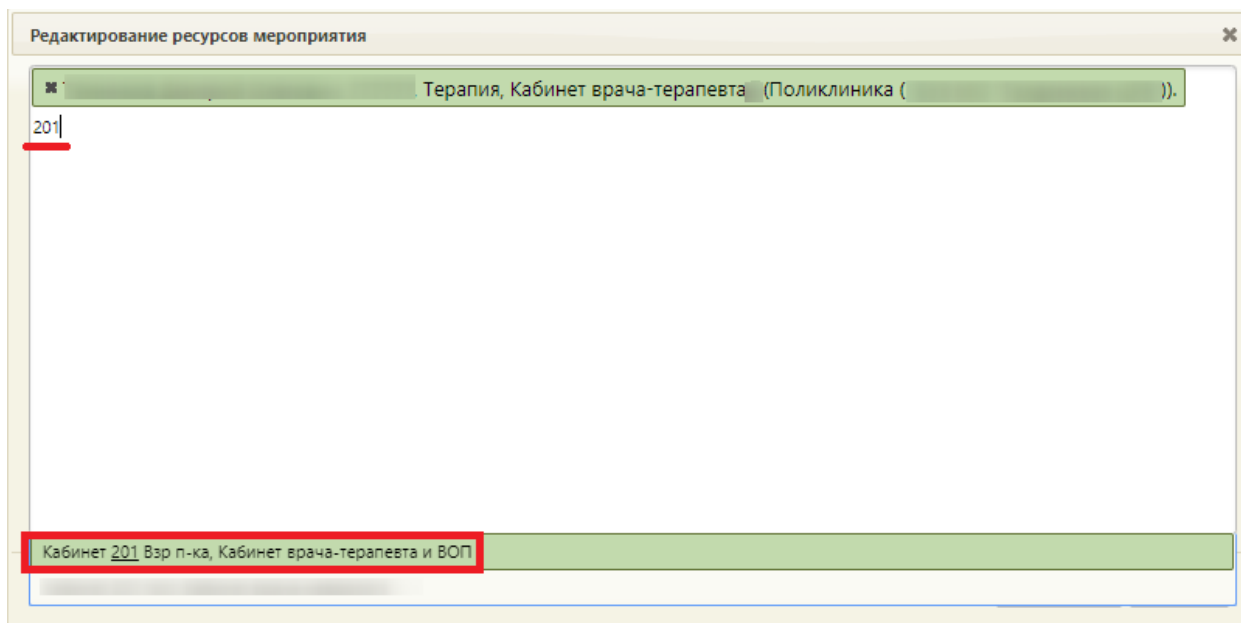 Редактирование ресурсов мероприятия
Терапия, Кабинет врача-терапевта (Поликлиника ( )).
201
Кабинет 201 Взр п-ка, Кабинет врача-терапевта и ВОП